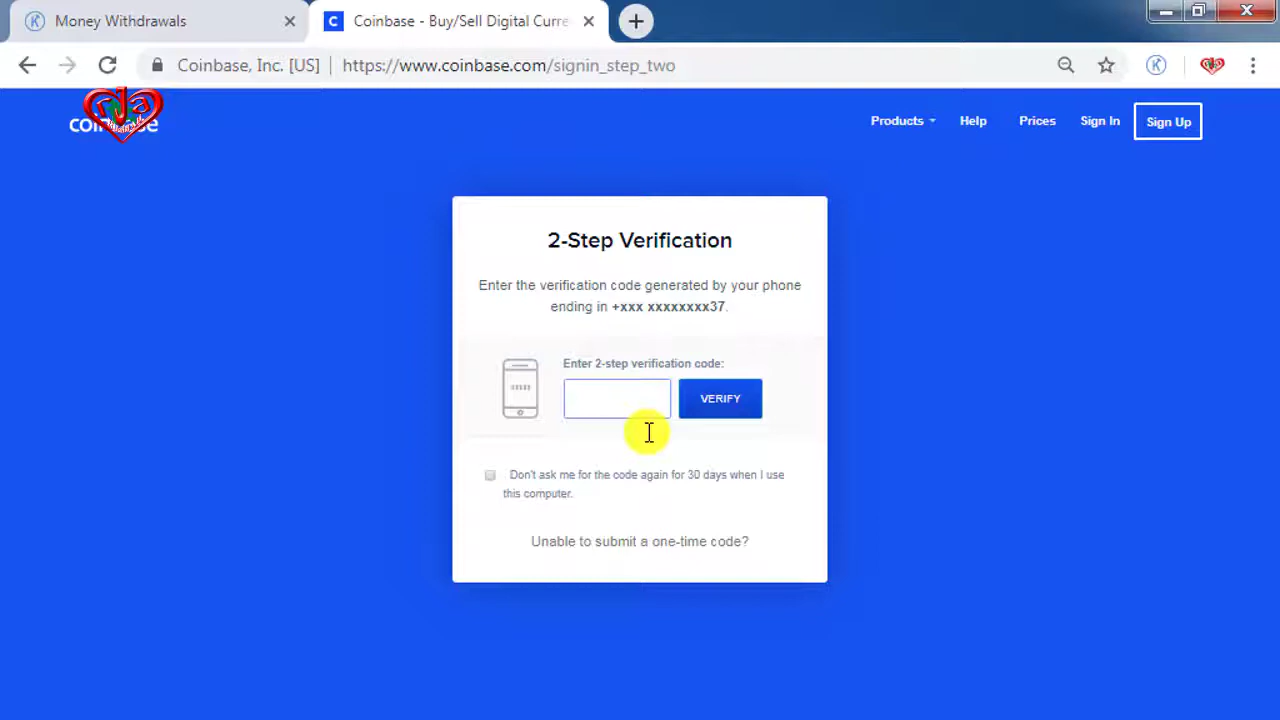 Money Withdrawals
Coinbase - Buy/Sell Digital Curre
Coinbase, Inc. [US] | https://www.coinbase.com/signin_step_two
rja
coinbase
Products
Help
Prices
Sign In
Sign Up
2-Step Verification
Enter the verification code generated by your phone
ending in +xxx xxxxxxxx37.
Enter 2-step verification code:
VERIFY
Don't ask me for the code again for 30 days when I use
this computer.
Unable to submit a one-time code?